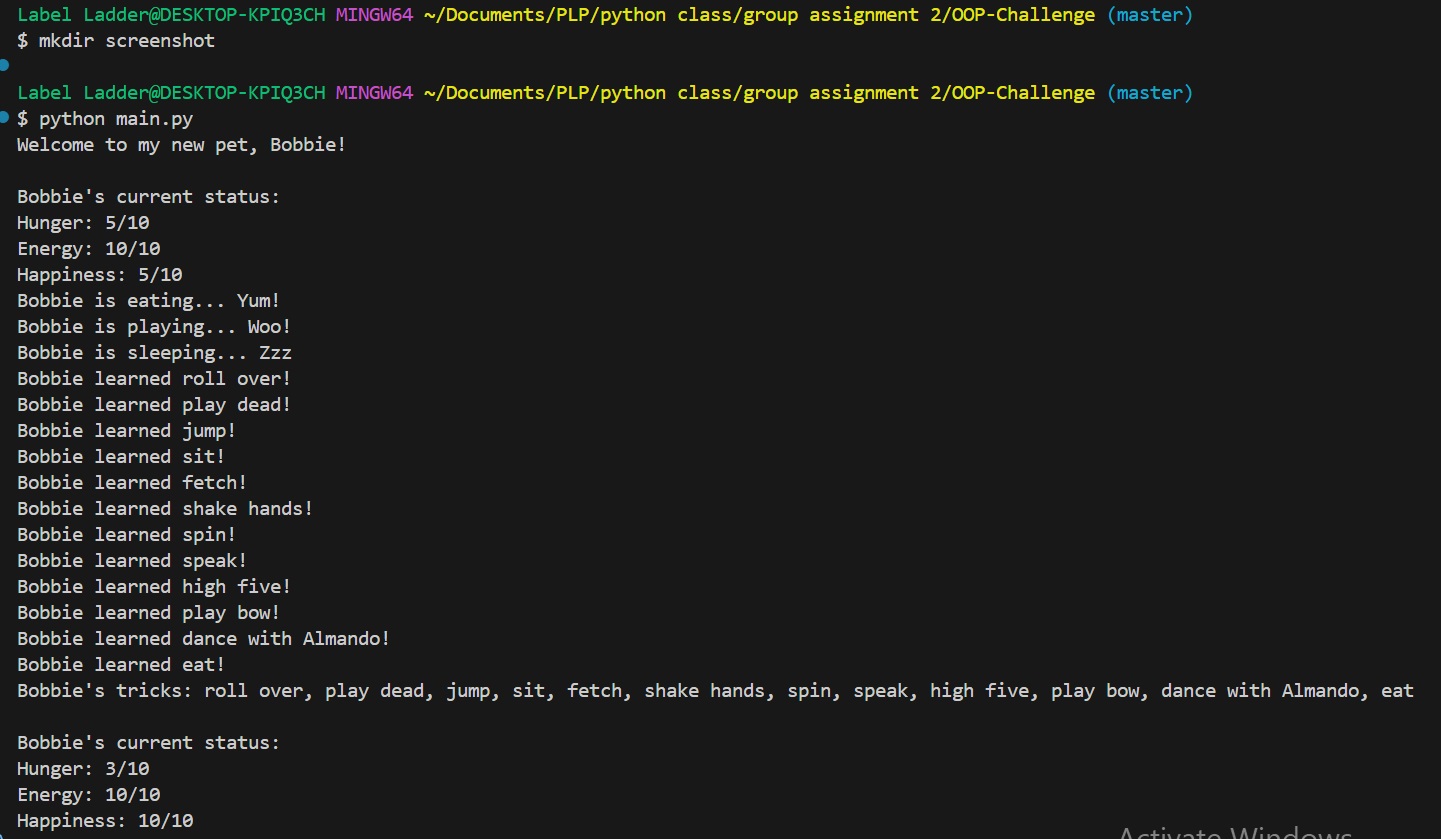 Label Ladder@DESKTOP-KPIQ3CH MINGW64 ~/Documents/PLP/python class/group assignment 2/OOP-Challenge (master)
$ mkdir screenshot
Label Ladder@DESKTOP-KPIQ3CH MINGW64 ~/Documents/PLP/python class/group assignment 2/OOP-Challenge (master)
$ python main.py
Welcome to my new pet, Bobbie!
Bobbie's current status:
Hunger: 5/10
Energy: 10/10
Happiness: 5/10
Bobbie is eating... Yum!
Bobbie is playing... Woo!
Bobbie is sleeping... Zzz
Bobbie learned roll over!
Bobbie learned play dead!
Bobbie learned jump!
Bobbie learned sit!
Bobbie learned fetch!
Bobbie learned shake hands!
Bobbie learned spin!
Bobbie learned speak!
Bobbie learned high five!
Bobbie learned play bow!
Bobbie learned dance with Almando!
Bobbie learned eat!
Bobbie's tricks: roll over, play dead, jump, sit, fetch, shake hands, spin, speak, high five, play bow, dance with Almando, eat
Bobbie's current status:
Hunger: 3/10
Energy: 10/10
Happiness: 10/10
Activate Windows